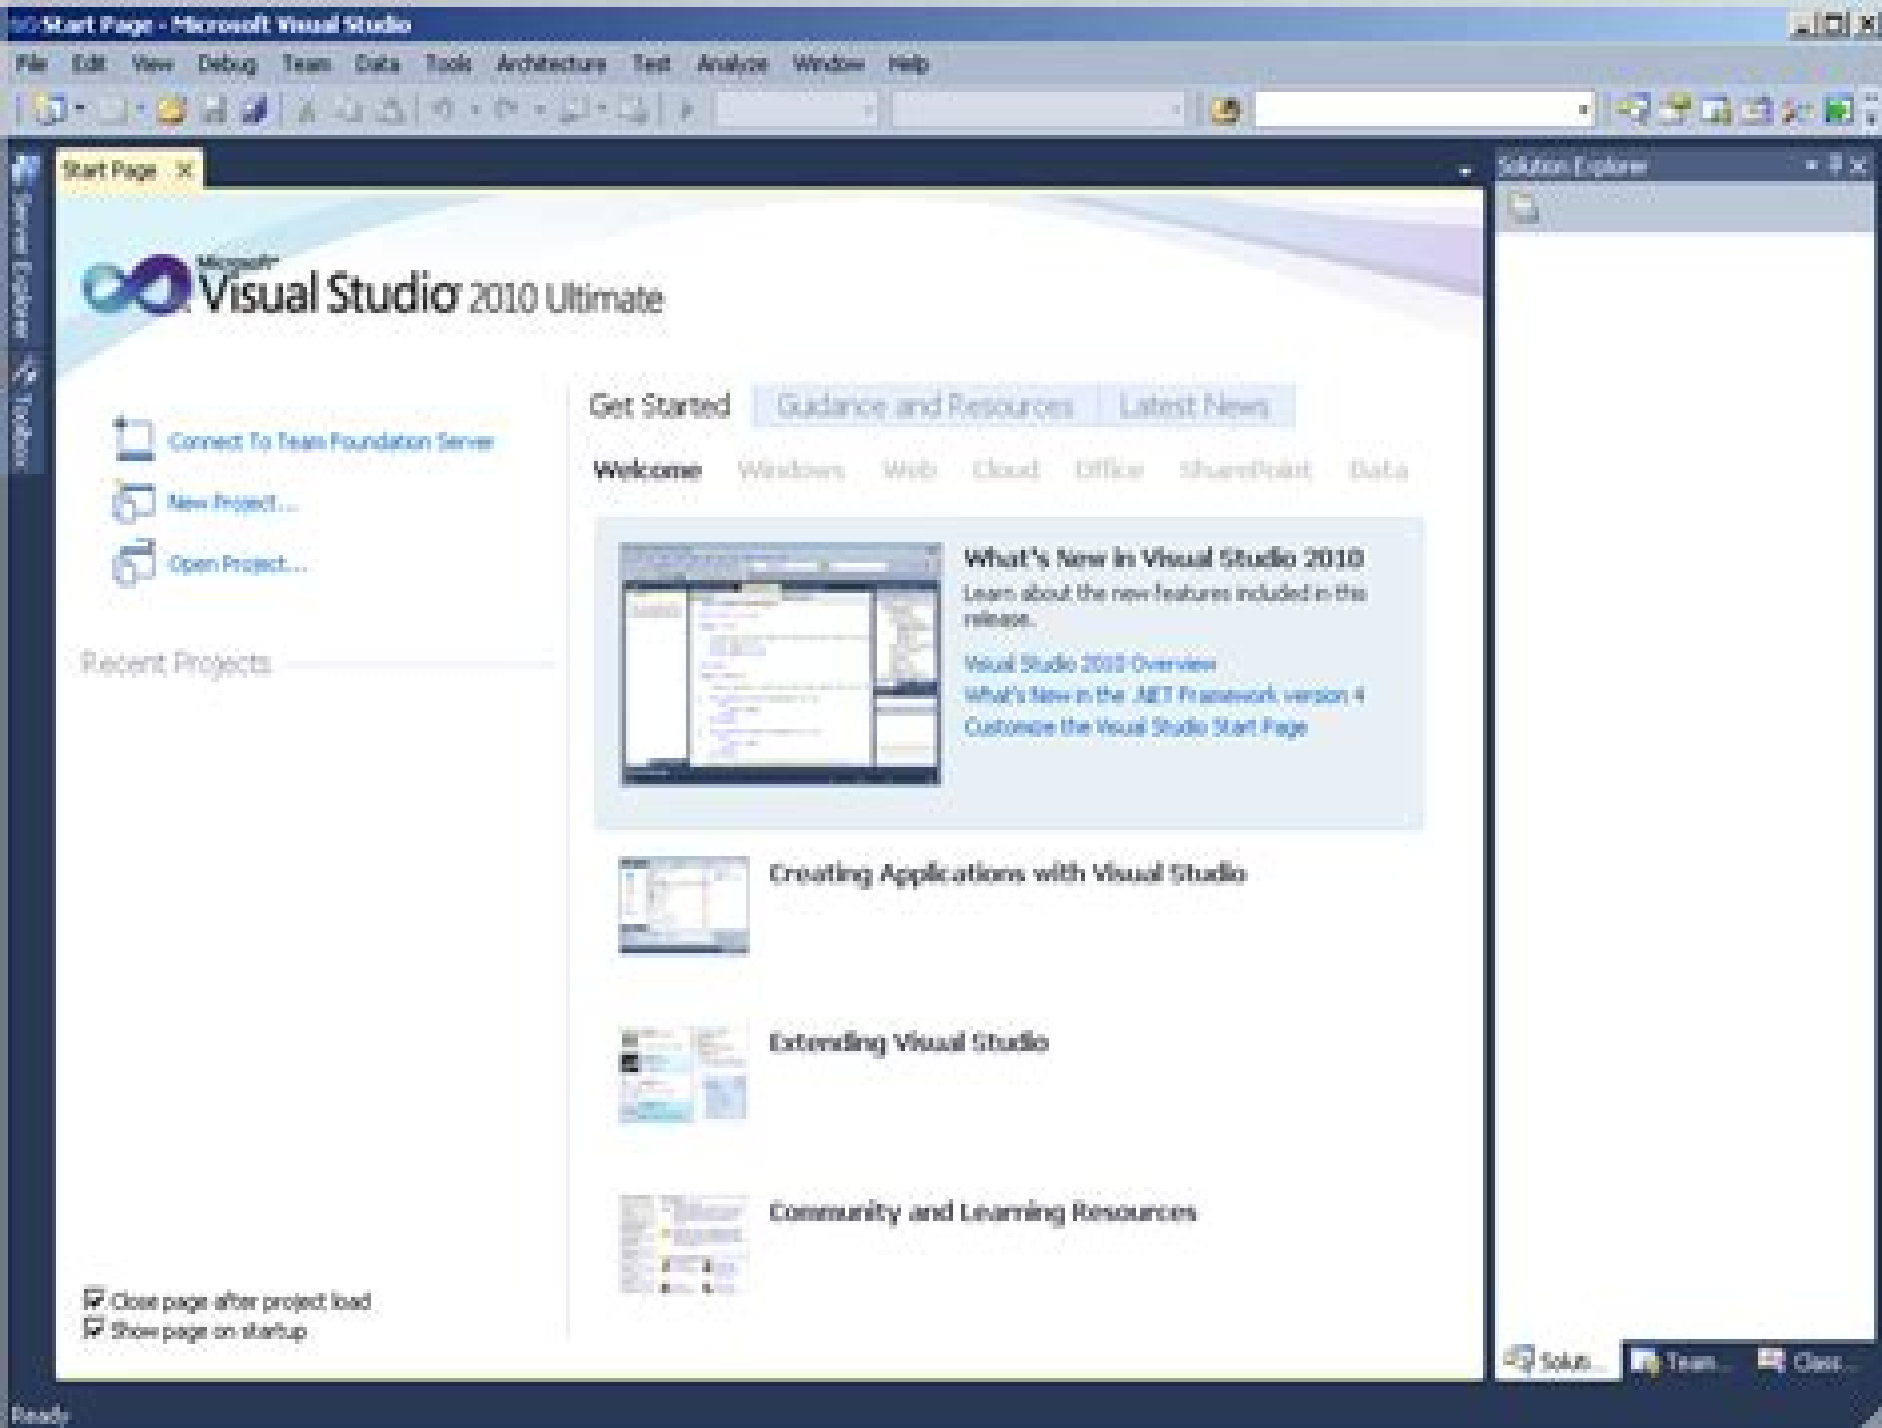 Start Page - Microsoft Visual Studio
File Edit View Debug Team Data Tools Architecture Test Analyze Window Help
Server Explorer
Toolbox
Start Page
Solution Explorer
Microsoft
Visual Studio 2010 Ultimate
Connect To Team Foundation Server
New Project...
Open Project...
Recent Projects
Close page after project load
Show page on startup
Get Started Guidance and Resources Latest News
Welcome Windows Web Cloud Office SharePoint Data
What's New in Visual Studio 2010
Learn about the new features included in this
release.
Visual Studio 2010 Overview
What's New in the .NET Framework version 4
Customize the Visual Studio Start Page
Creating Applications with Visual Studio
Extending Visual Studio
Community and Learning Resources
Soluti... Team... Class...
Ready